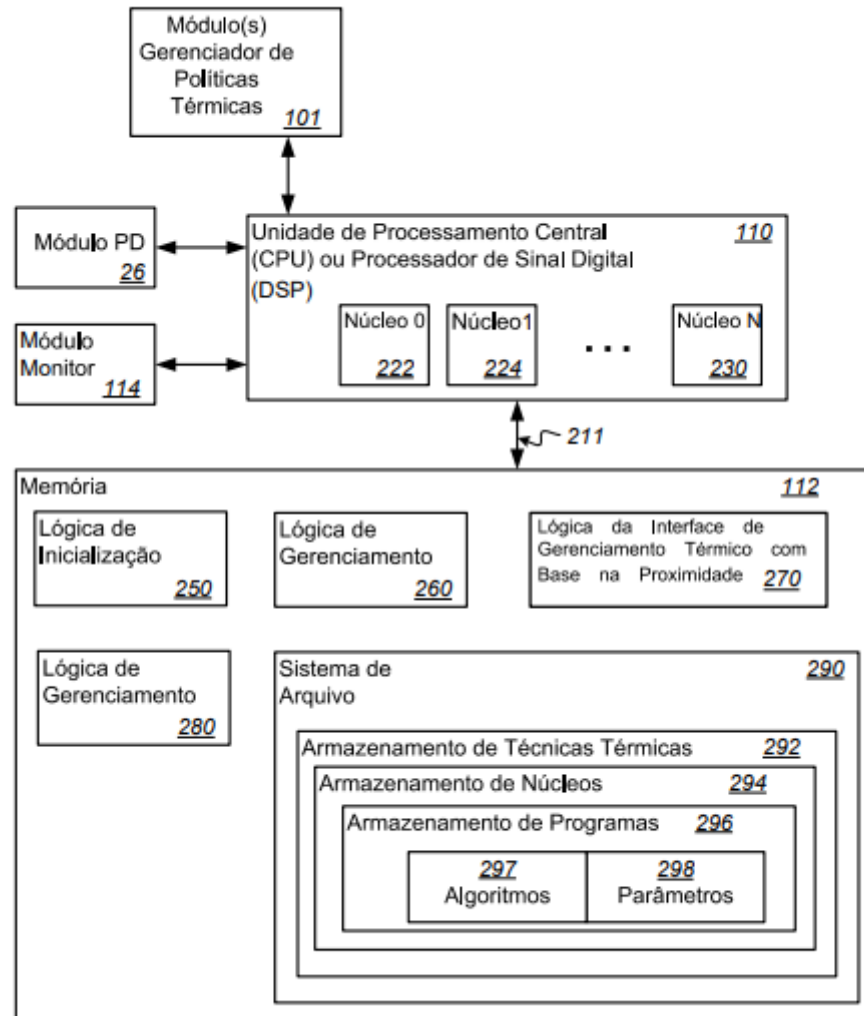 Módulo(s)
Gerenciador de
Políticas
Térmicas
101
Módulo PD
26
Unidade de Processamento Central
110
(CPU) ou Processador de Sinal Digital
(DSP)
Núcleo 0
222
Núcleo1
224
. . .
Núcleo N
230
Módulo
Monitor
114
211
Memória
112
Lógica de
Inicialização
250
Lógica de
Gerenciamento
260
Lógica da Interface de
Gerenciamento Térmico com
Base na Proximidade 270
Lógica de
Gerenciamento
280
Sistema de
Arquivo
290
Armazenamento de Técnicas Térmicas 292
Armazenamento de Núcleos 294
Armazenamento de Programas 296
297
Algoritmos
298
Parâmetros